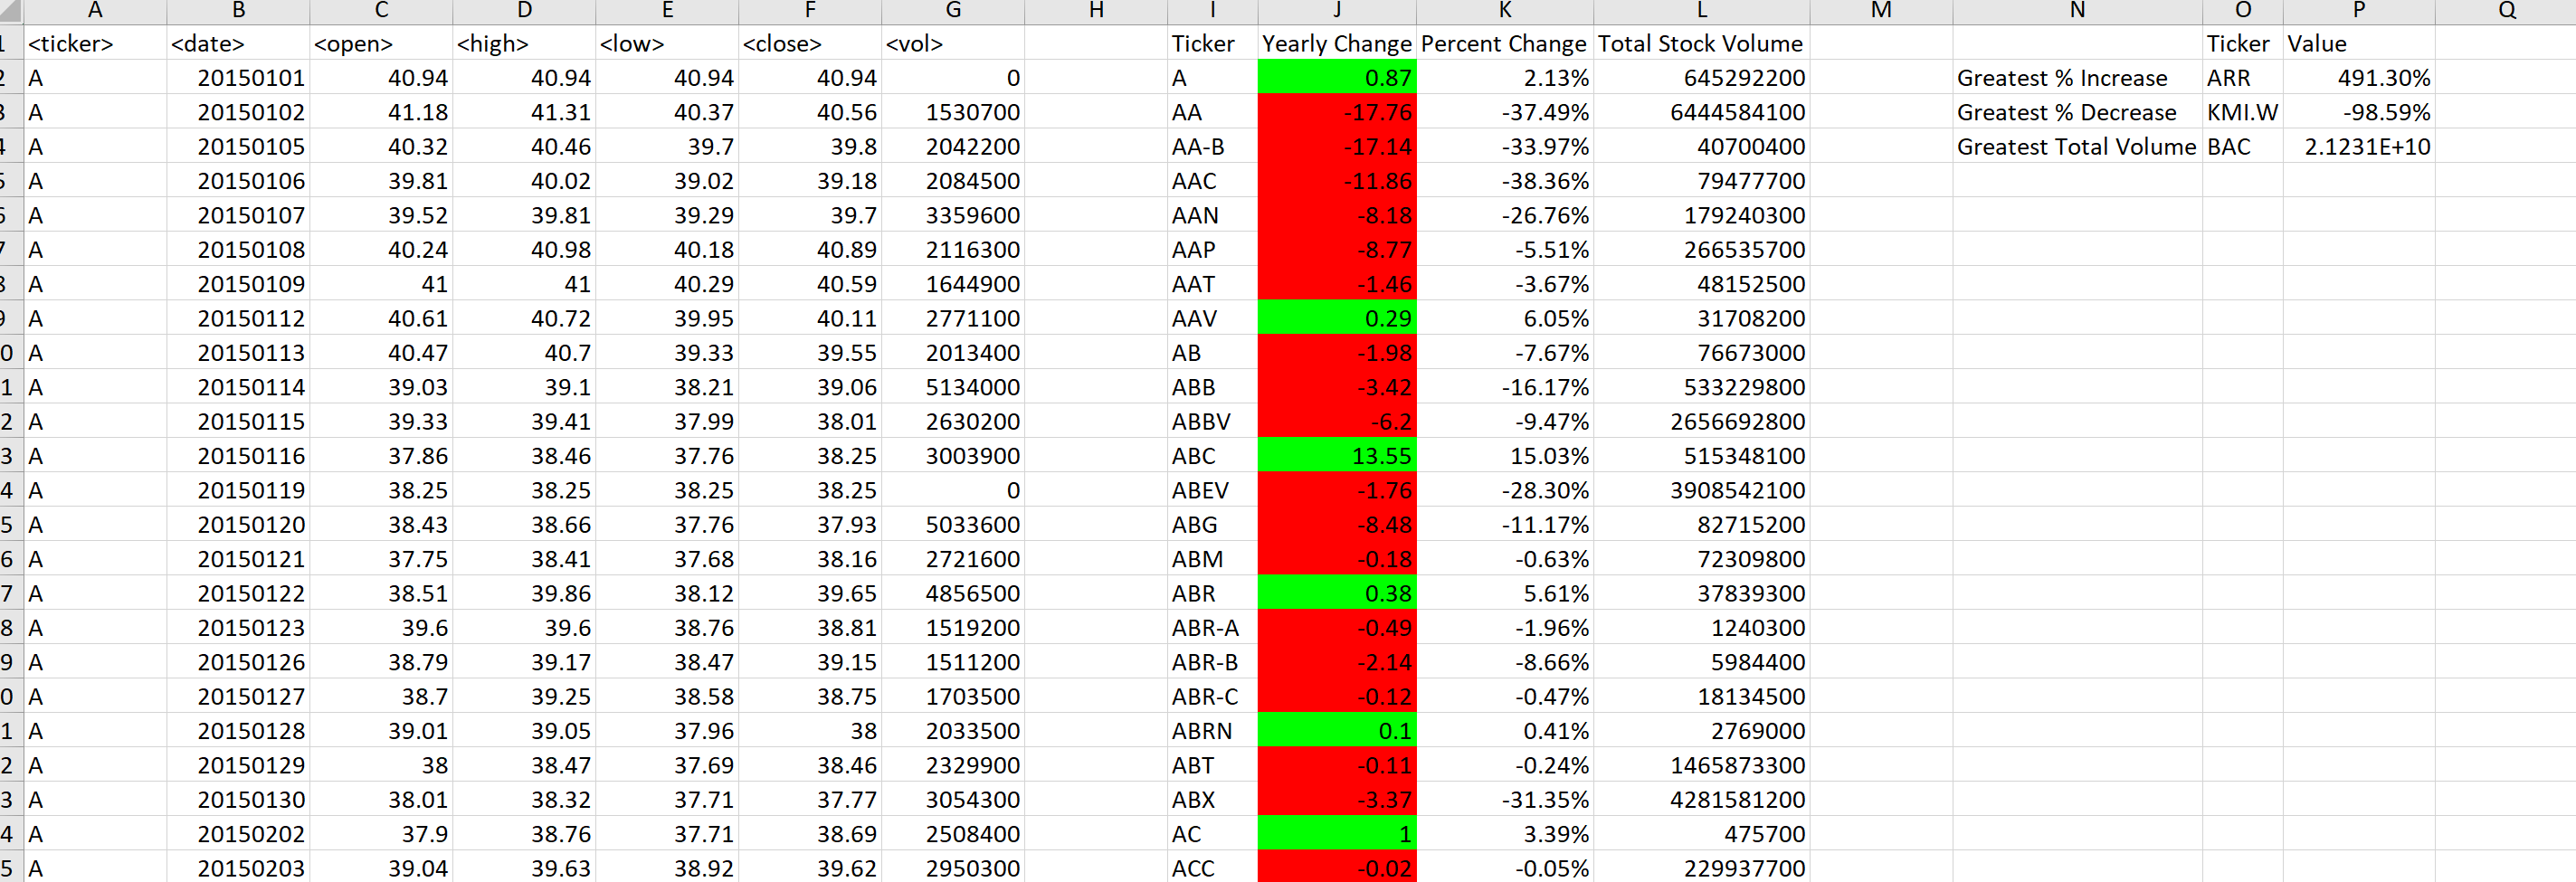 A B C D E F G H I J K L M N O P Q
1 <ticker> <date> <open> <high> <low> <close> <vol> Ticker Yearly Change Percent Change Total Stock Volume Ticker Value
2 A 20150101 40.94 40.94 40.94 40.94 0 A 0.87 2.13% 645292200 Greatest % Increase ARR 491.30%
3 A 20150102 41.18 41.31 40.37 40.56 1530700 AA -17.76 -37.49% 6444584100 Greatest % Decrease KMI.W -98.59%
4 A 20150105 40.32 40.46 39.7 39.8 2042200 AA-B -17.14 -33.97% 40700400 Greatest Total Volume BAC 2.1231E+10
5 A 20150106 39.81 40.02 39.02 39.18 2084500 AAC -11.86 -38.36% 79477700
6 A 20150107 39.52 39.81 39.29 39.7 3359600 AAN -8.18 -26.76% 179240300
7 A 20150108 40.24 40.98 40.18 40.89 2116300 AAP -8.77 -5.51% 266535700
8 A 20150109 41 41 40.29 40.59 1644900 AAT -1.46 -3.67% 48152500
9 A 20150112 40.61 40.72 39.95 40.11 2771100 AAV 0.29 6.05% 31708200
0 A 20150113 40.47 40.7 39.33 39.55 2013400 AB -1.98 -7.67% 76673000
1 A 20150114 39.03 39.1 38.21 39.06 5134000 ABB -3.42 -16.17% 533229800
2 A 20150115 39.33 39.41 37.99 38.01 2630200 ABBV -6.2 -9.47% 2656692800
3 A 20150116 37.86 38.46 37.76 38.25 3003900 ABC 13.55 15.03% 515348100
4 A 20150119 38.25 38.25 38.25 38.25 0 ABEV -1.76 -28.30% 3908542100
5 A 20150120 38.43 38.66 37.76 37.93 5033600 ABG -8.48 -11.17% 82715200
6 A 20150121 37.75 38.41 37.68 38.16 2721600 ABM -0.18 -0.63% 72309800
7 A 20150122 38.51 39.86 38.12 39.65 4856500 ABR 0.38 5.61% 37839300
8 A 20150123 39.6 39.6 38.76 38.81 1519200 ABR-A -0.49 -1.96% 1240300
9 A 20150126 38.79 39.17 38.47 39.15 1511200 ABR-B -2.14 -8.66% 5984400
0 A 20150127 38.7 39.25 38.58 38.75 1703500 ABR-C -0.12 -0.47% 18134500
1 A 20150128 39.01 39.05 37.96 38 2033500 ABRN 0.1 0.41% 2769000
2 A 20150129 38 38.47 37.69 38.46 2329900 ABT -0.11 -0.24% 1465873300
3 A 20150130 38.01 38.32 37.71 37.77 3054300 ABX -3.37 -31.35% 4281581200
4 A 20150202 37.9 38.76 37.71 38.69 2508400 AC 1 3.39% 475700
5 A 20150203 39.04 39.63 38.92 39.62 2950300 ACC -0.02 -0.05% 229937700